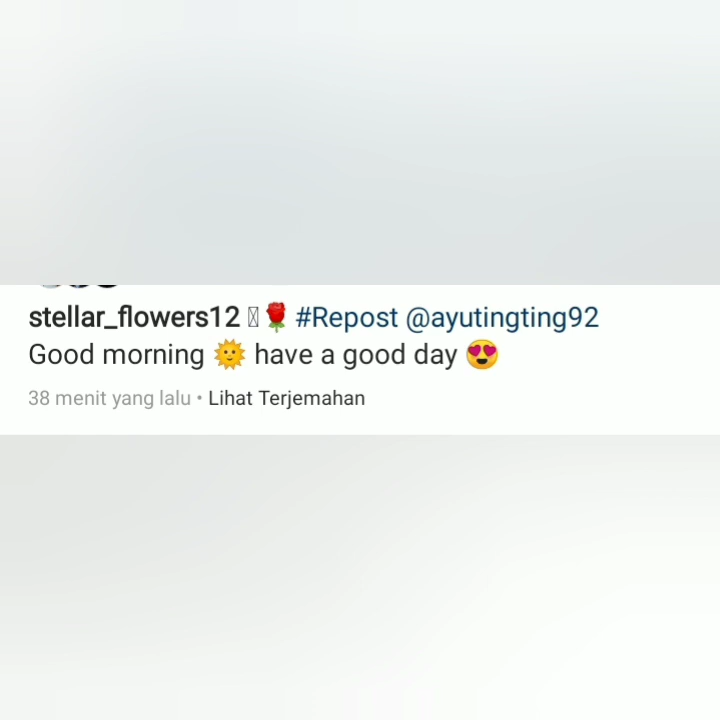 stellar_flowers12 🌹 #Repost @ayutingting92
Good morning 🌞 have a good day 😍
38 menit yang lalu • Lihat Terjemahan